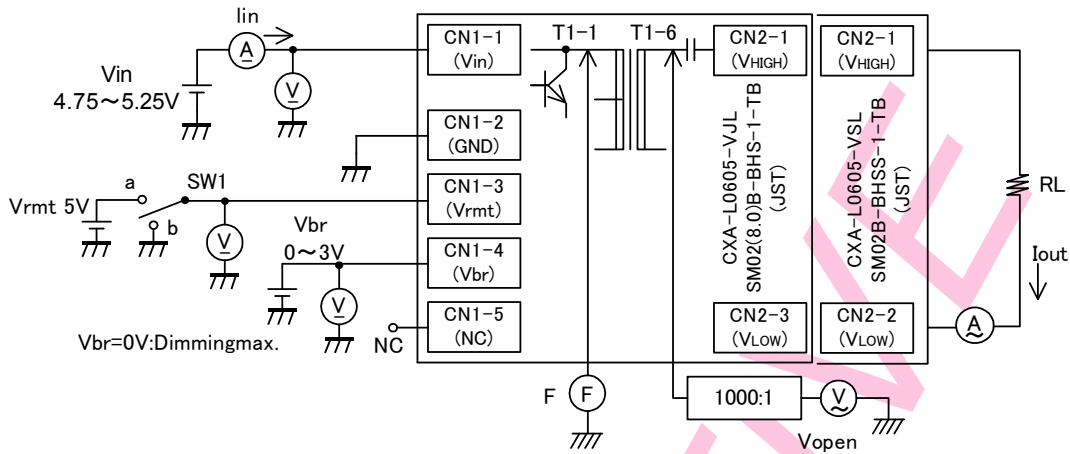 Iin
A
Vin
4.75～5.25V
V
CN1-1
(Vin)
T1-1
T1-6
CN2-1
(VHIGH)
CN2-1
(VHIGH)
CN1-2
(GND)
Vrmt 5V
a
SW1
b
V
CN1-3
(Vrmt)
Vbr
0～3V
V
CN1-4
(Vbr)
CN1-5
(NC)
NC
Vbr=0V:Dimmingmax.
CXA-L0605-VJL
SM02(8.0)B-BHS-1-TB
(JST)
CXA-L0605-VSL
SM02B-BHSS-1-TB
(JST)
RL
Iout
CN2-3
(VLOW)
CN2-2
(VLOW)
A
F
F
1000:1
V
Vopen